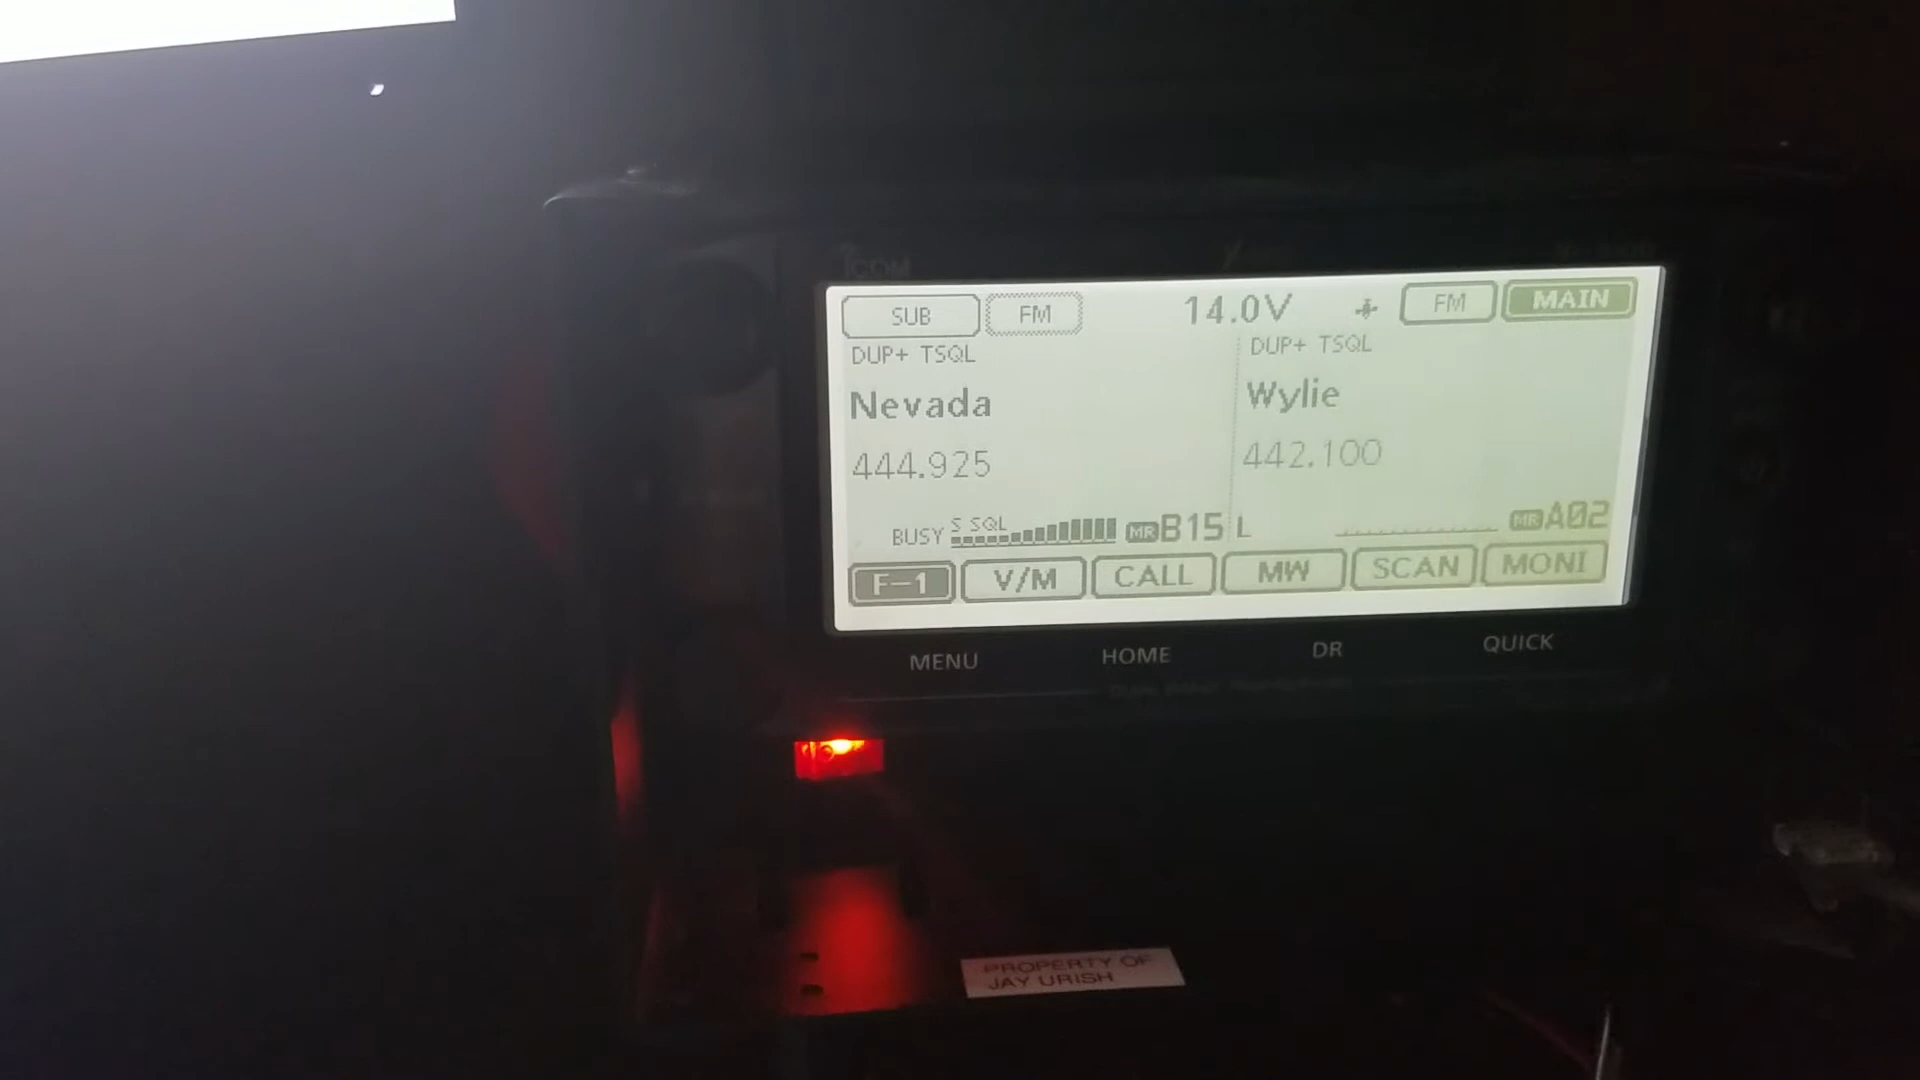 ICOM
SUB FM 14.0V FM MAIN
DUP+ TSQL DUP+ TSQL
Nevada Wylie
444.925 442.100
BUSY S SQL MR B15 L MR A02
F-1 V/M CALL MW SCAN MONI
MENU HOME DR QUICK
PROPERTY OF
JAY URISH